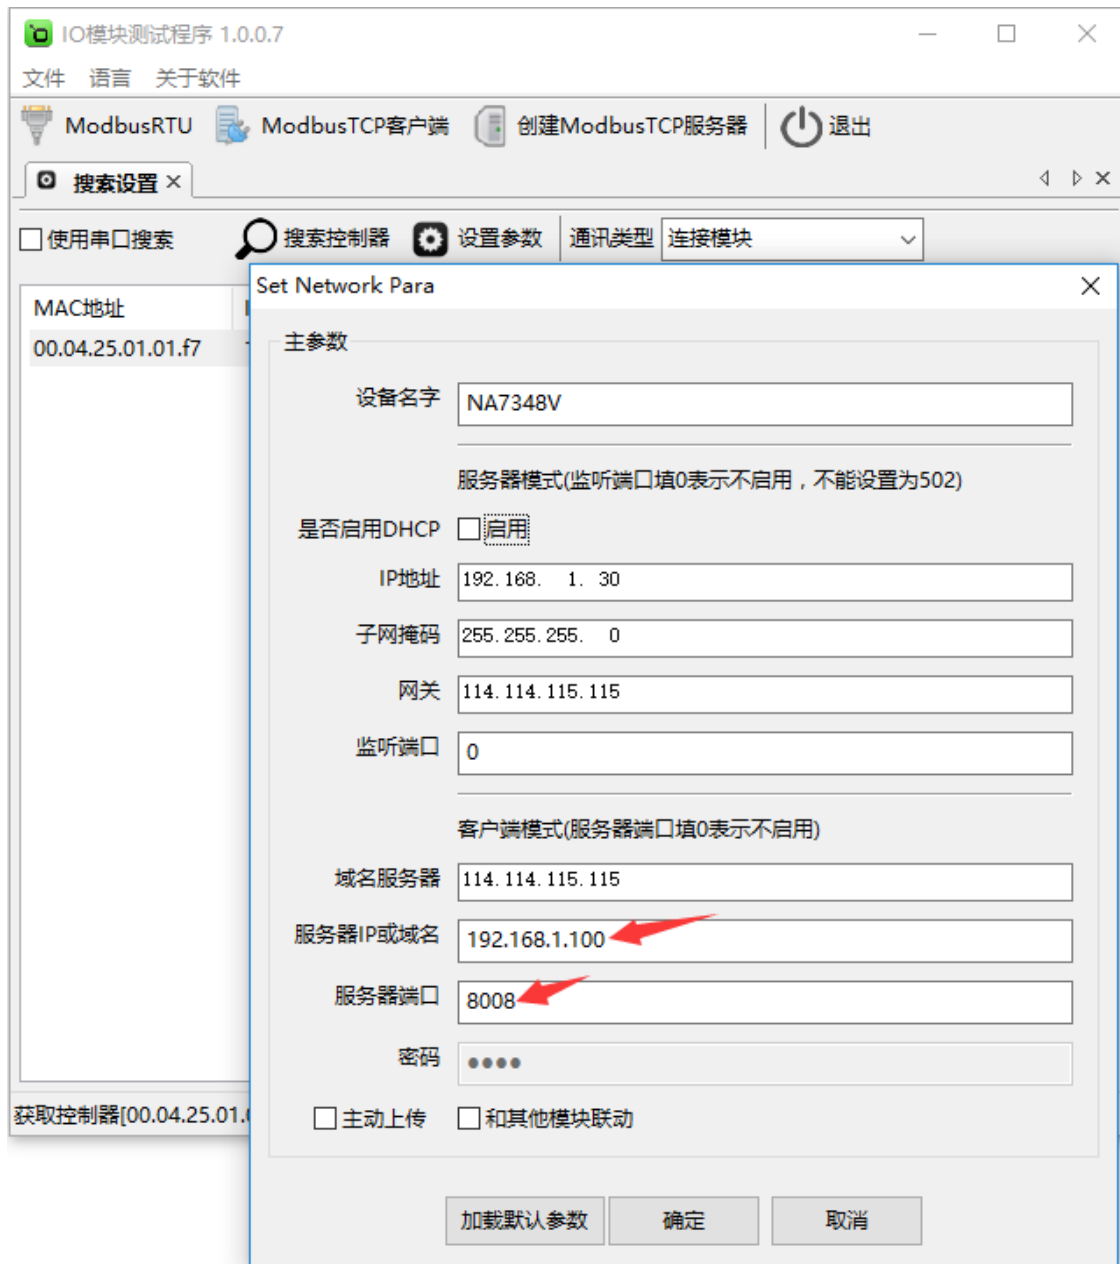 IO模块测试程序 1.0.0.7
文件 语言 关于软件
ModbusRTU ModbusTCP客户端 创建ModbusTCP服务器 退出
搜索设置
使用串口搜索 搜索控制器 设置参数 通讯类型 连接模块
Set Network Para
MAC地址
00.04.25.01.01.f7
主参数
设备名字 NA7348V
服务器模式(监听端口填0表示不启用，不能设置为502)
是否启用DHCP 启用
IP地址 192.168. 1. 30
子网掩码 255.255.255. 0
网关 114.114.115.115
监听端口 0
客户端模式(服务器端口填0表示不启用)
域名服务器 114.114.115.115
服务器IP或域名 192.168.1.100
服务器端口 8008
密码 ●●●●
获取控制器[00.04.25.01.
主动上传 和其他模块联动
加载默认参数 确定 取消